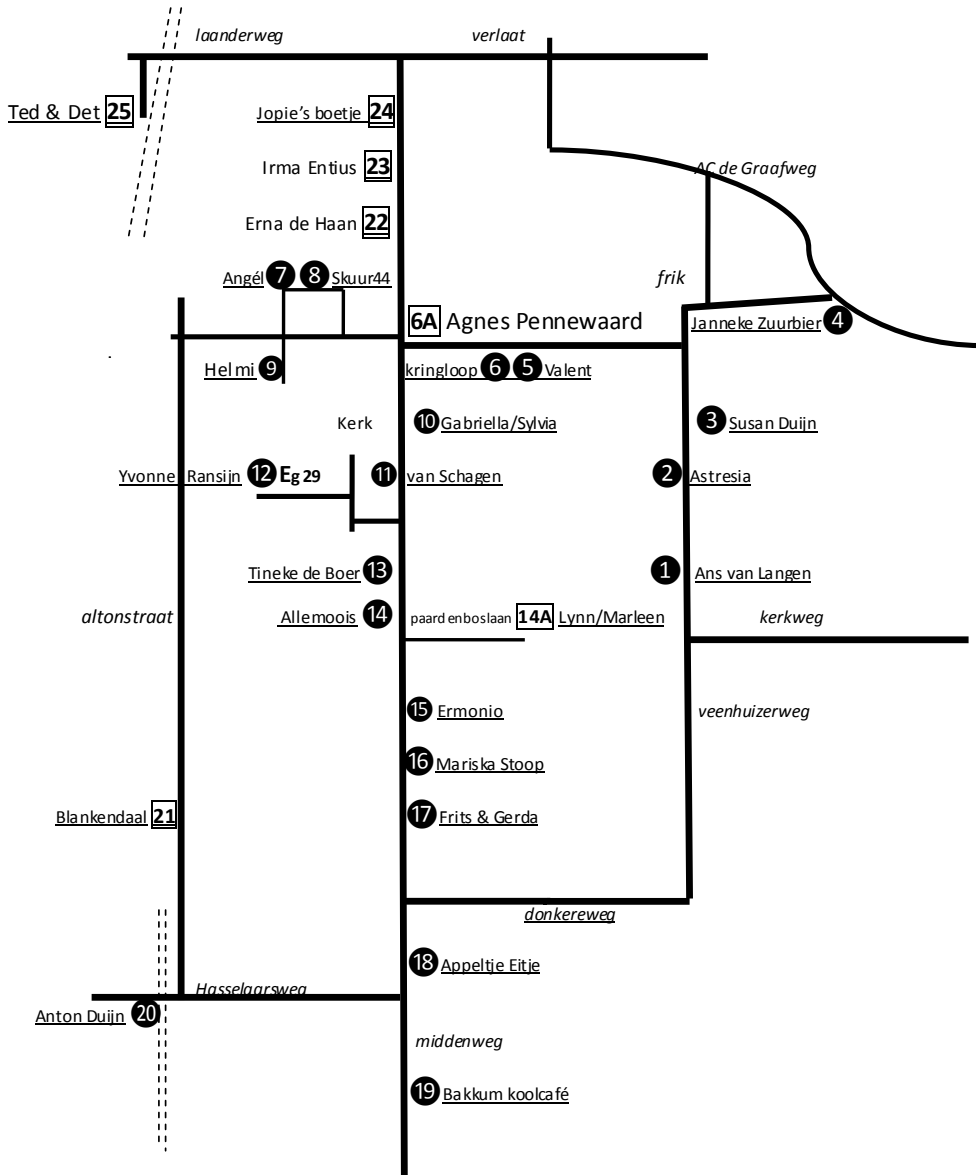 laanderweg verlaat
Ted & Det 25 Jopie's boetje 24
Irma Entius 23 AC de Graafweg
Erna de Haan 22
Angél 7 8 Skuur44 frik
6A Agnes Pennewaard Janneke Zuurbier 4
Helmi 9 kringloop 6 5 Valent
Kerk 10 Gabriella/Sylvia 3 Susan Duijn
Yvonne Ransijn 12 Eg 29 11 van Schagen 2 Astresia
Tineke de Boer 13 1 Ans van Langen
altonstraat Allemoois 14 paardenboslaan 14A Lynn/Marleen kerkweg
15 Ermonio veenhuizerweg
16 Mariska Stoop
Blankendaal 21 17 Frits & Gerda
donkereweg
18 Appeltje Eitje
Hasselaarsweg
Anton Duijn 20
middenweg
19 Bakkum koolcafé